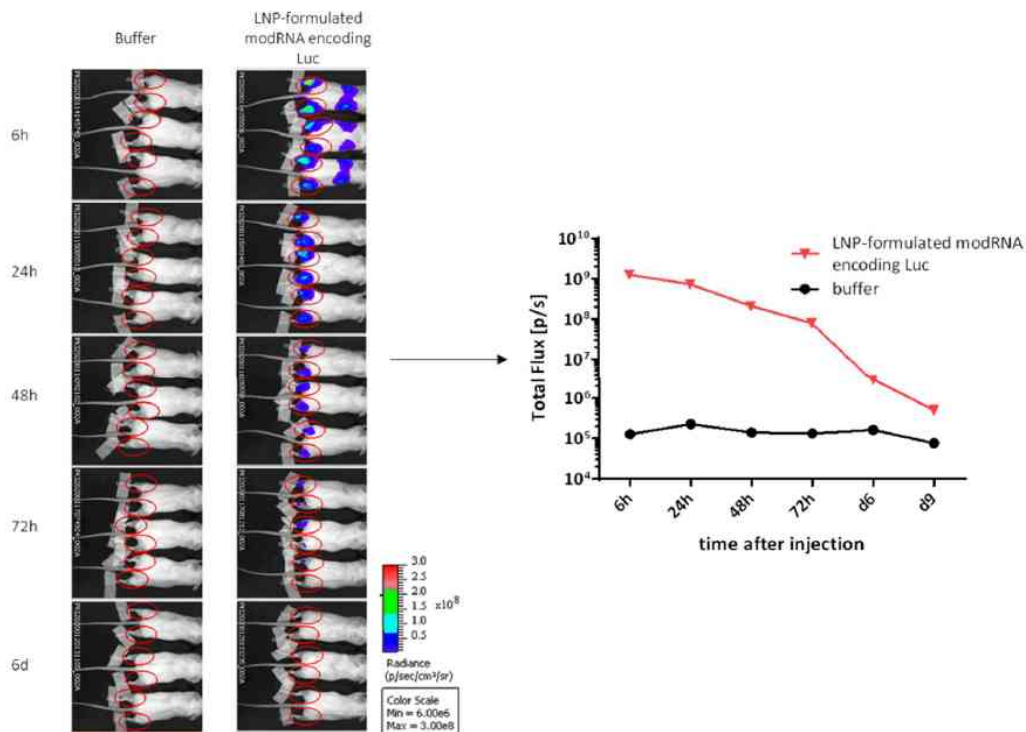 Buffer
LNP-formulated
modRNA encoding
Luc
6h
24h
48h
72h
6d
3.0
2.5
2.0
1.5
x10⁸
1.0
0.5
Radiance
(p/sec/cm²/sr)
Color Scale
Min = 6.00e6
Max = 3.00e8
10¹⁰
10⁹
10⁸
10⁷
10⁶
10⁵
10⁴
Total Flux [p/s]
LNP-formulated modRNA
encoding Luc
buffer
6h
24h
48h
72h
d6
d9
time after injection